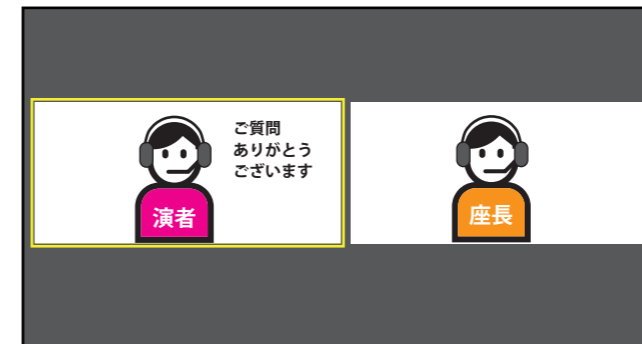 ご質問
ありがとう
ございます
演者
座長